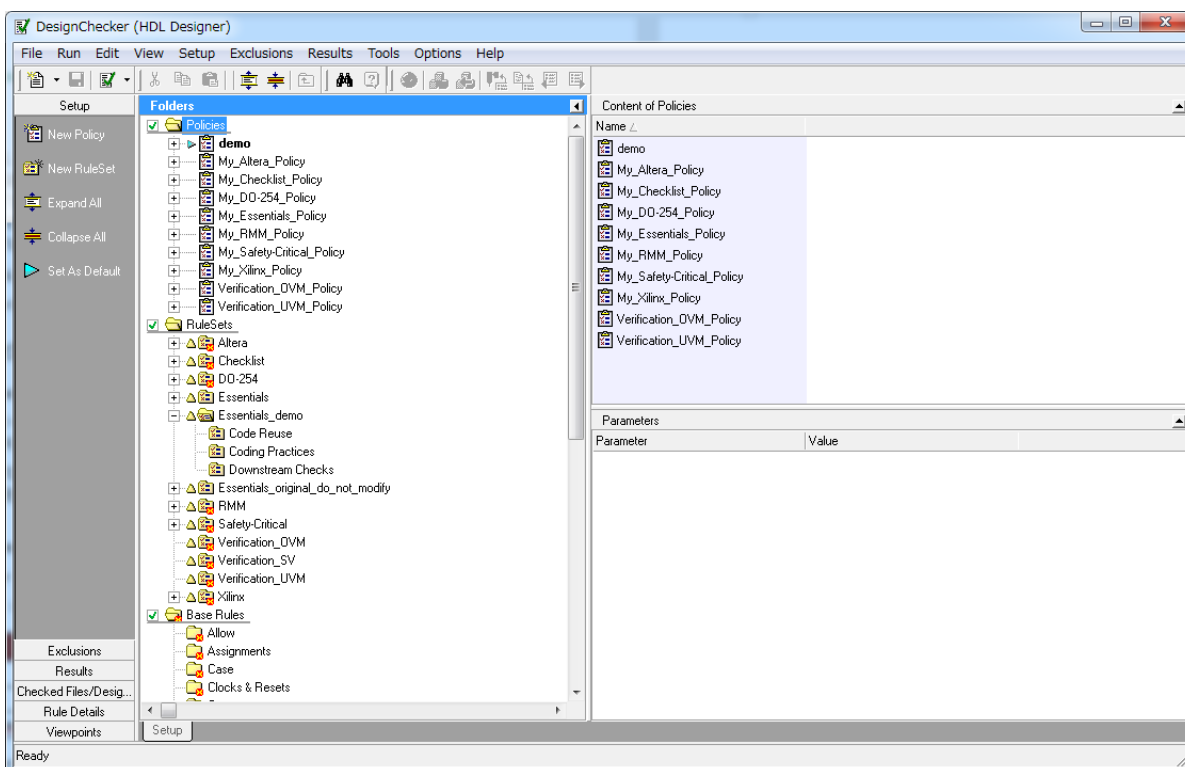 DesignChecker (HDL Designer)
File Run Edit View Setup Exclusions Results Tools Options Help
Setup
New Policy
New RuleSet
Expand All
Collapse All
Set As Default
Exclusions
Results
Checked Files/Desig...
Rule Details
Viewpoints
Folders
Policies
demo
My_Altera_Policy
My_Checklist_Policy
My_DO-254_Policy
My_Essentials_Policy
My_RMM_Policy
My_Safety-Critical_Policy
My_Xilinx_Policy
Verification_OVM_Policy
Verification_UVM_Policy
RuleSets
Altera
Checklist
DO-254
Essentials
Essentials_demo
Code Reuse
Coding Practices
Downstream Checks
Essentials_original_do_not_modify
RMM
Safety-Critical
Verification_OVM
Verification_SV
Verification_UVM
Xilinx
Base Rules
Allow
Assignments
Case
Clocks & Resets
Setup
Content of Policies
Name
demo
My_Altera_Policy
My_Checklist_Policy
My_DO-254_Policy
My_Essentials_Policy
My_RMM_Policy
My_Safety-Critical_Policy
My_Xilinx_Policy
Verification_OVM_Policy
Verification_UVM_Policy
Parameters
Parameter Value
Ready